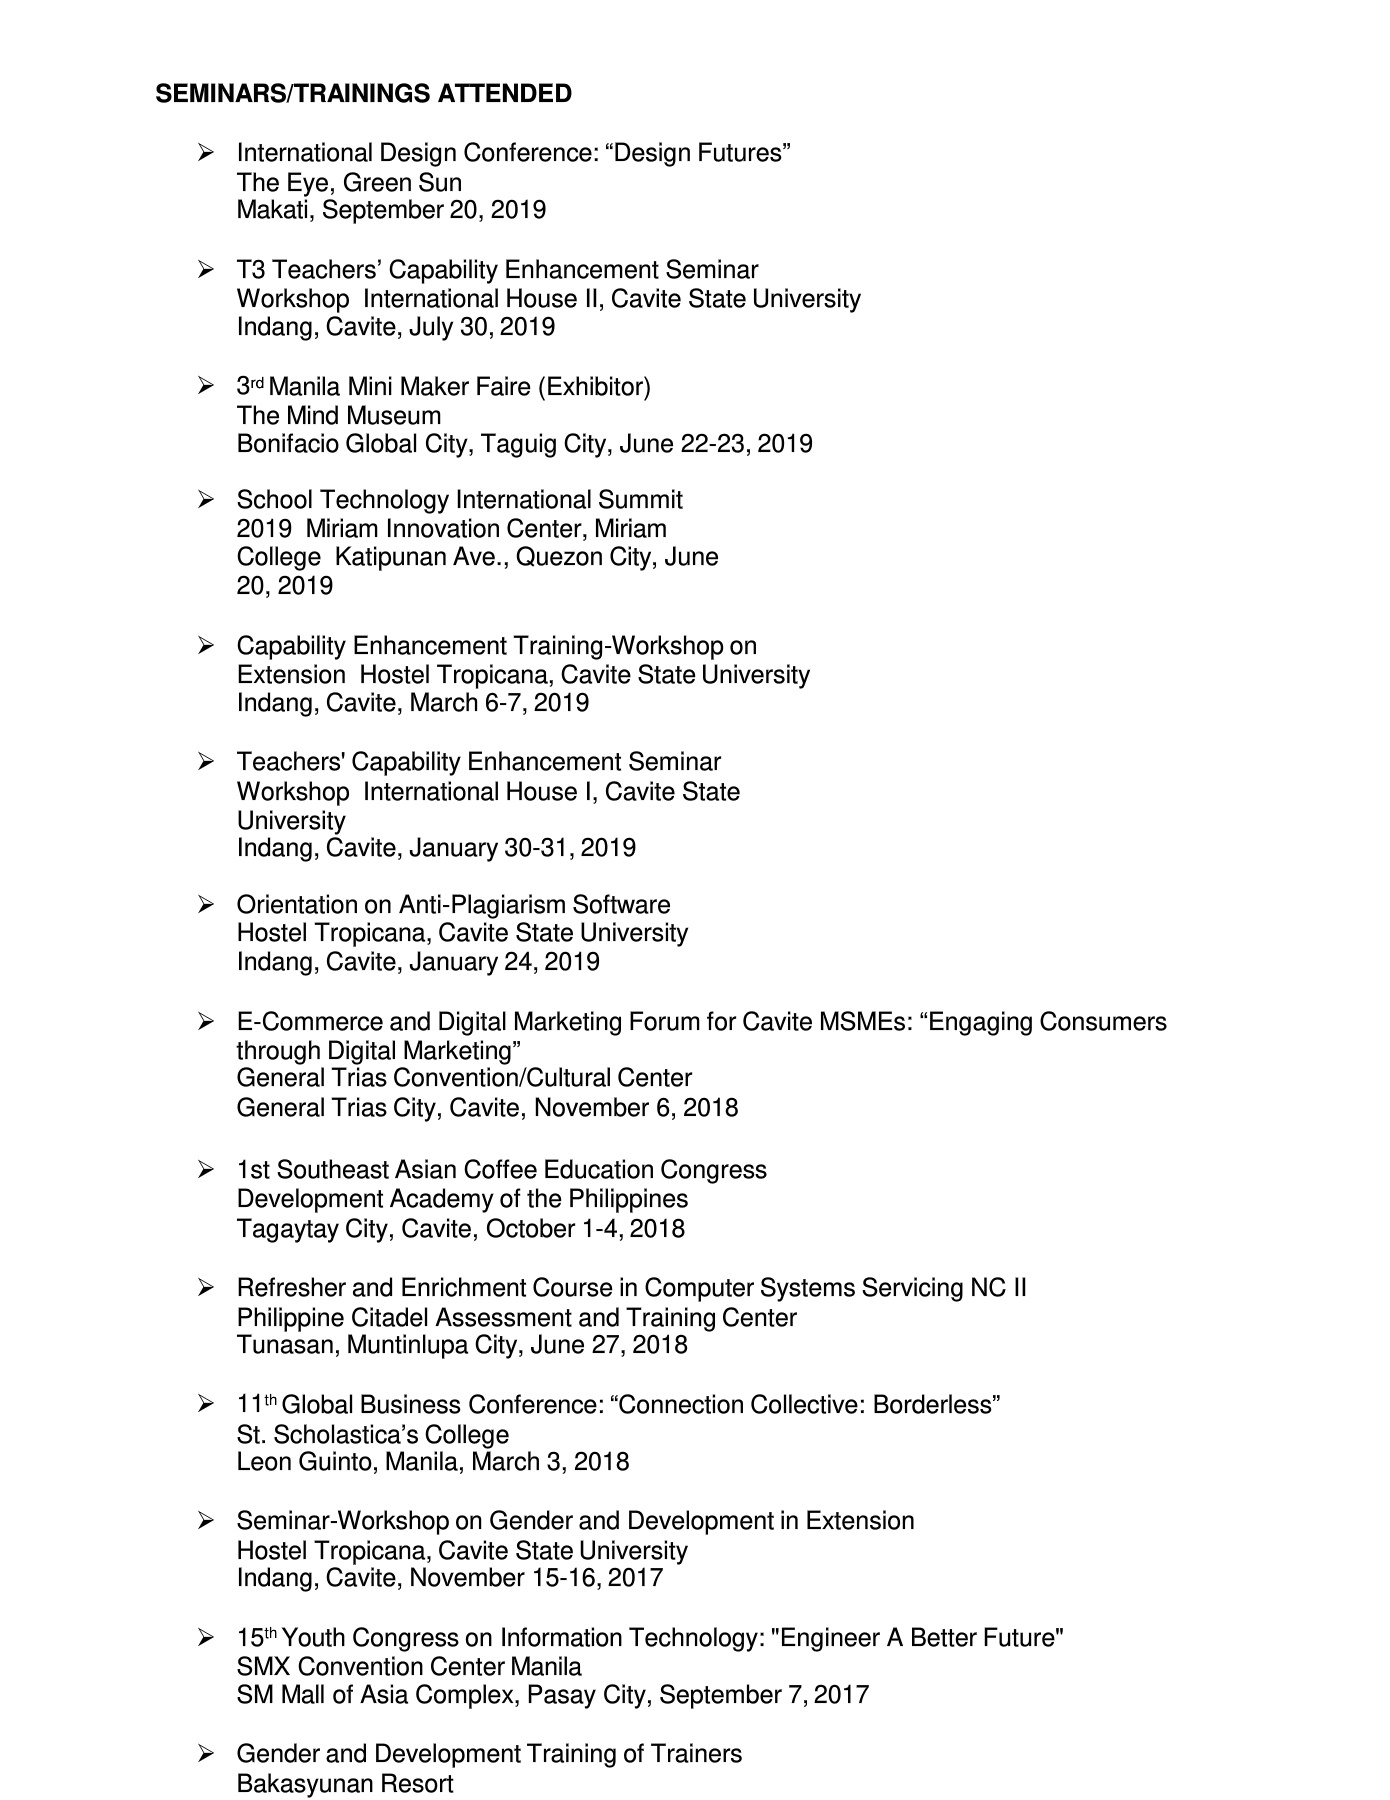 SEMINARS/TRAININGS ATTENDED
➢ International Design Conference: “Design Futures”
The Eye, Green Sun
Makati, September 20, 2019
➢ T3 Teachers’ Capability Enhancement Seminar
Workshop International House II, Cavite State University
Indang, Cavite, July 30, 2019
➢ 3rd Manila Mini Maker Faire (Exhibitor)
The Mind Museum
Bonifacio Global City, Taguig City, June 22-23, 2019
➢ School Technology International Summit
2019 Miriam Innovation Center, Miriam
College Katipunan Ave., Quezon City, June
20, 2019
➢ Capability Enhancement Training-Workshop on
Extension Hostel Tropicana, Cavite State University
Indang, Cavite, March 6-7, 2019
➢ Teachers' Capability Enhancement Seminar
Workshop International House I, Cavite State
University
Indang, Cavite, January 30-31, 2019
➢ Orientation on Anti-Plagiarism Software
Hostel Tropicana, Cavite State University
Indang, Cavite, January 24, 2019
➢ E-Commerce and Digital Marketing Forum for Cavite MSMEs: “Engaging Consumers
through Digital Marketing”
General Trias Convention/Cultural Center
General Trias City, Cavite, November 6, 2018
➢ 1st Southeast Asian Coffee Education Congress
Development Academy of the Philippines
Tagaytay City, Cavite, October 1-4, 2018
➢ Refresher and Enrichment Course in Computer Systems Servicing NC II
Philippine Citadel Assessment and Training Center
Tunasan, Muntinlupa City, June 27, 2018
➢ 11th Global Business Conference: “Connection Collective: Borderless”
St. Scholastica’s College
Leon Guinto, Manila, March 3, 2018
➢ Seminar-Workshop on Gender and Development in Extension
Hostel Tropicana, Cavite State University
Indang, Cavite, November 15-16, 2017
➢ 15th Youth Congress on Information Technology: "Engineer A Better Future"
SMX Convention Center Manila
SM Mall of Asia Complex, Pasay City, September 7, 2017
➢ Gender and Development Training of Trainers
Bakasyunan Resort